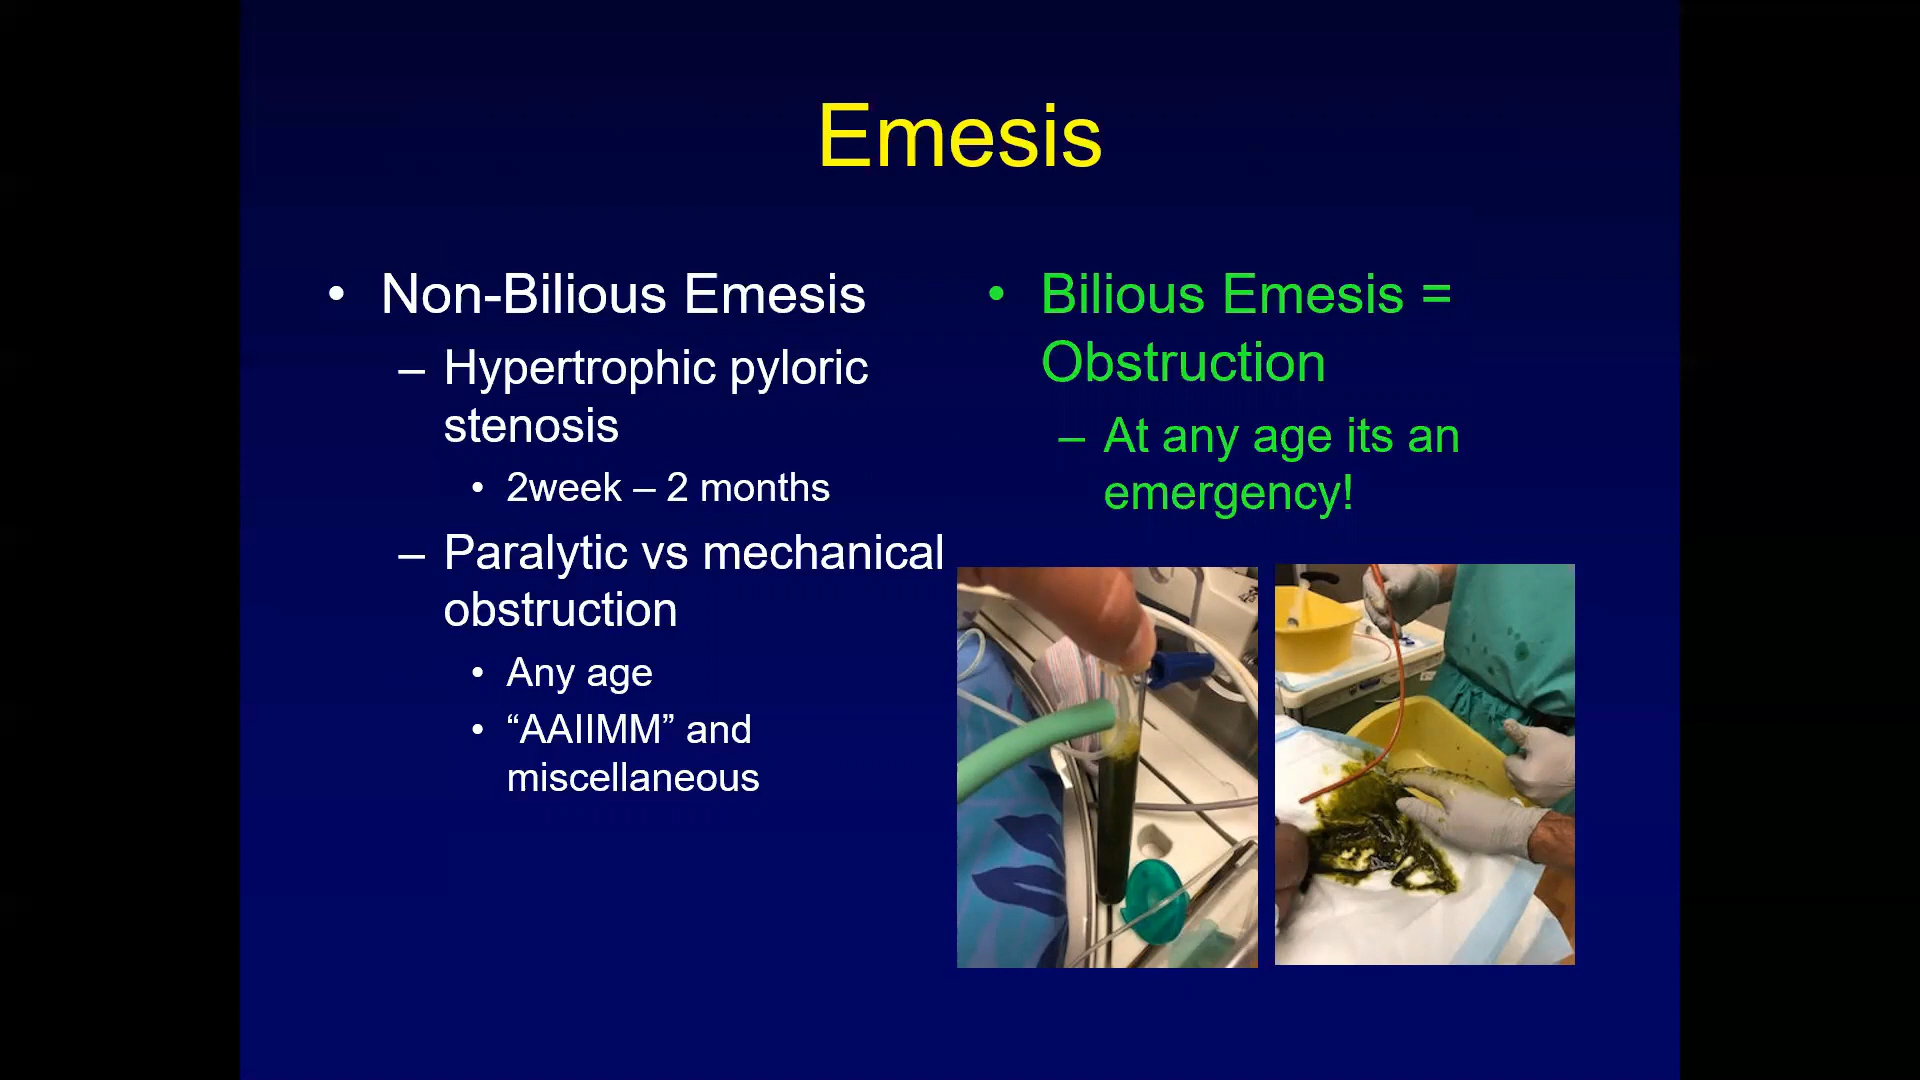 Emesis
• Non-Bilious Emesis
– Hypertrophic pyloric
stenosis
• 2week – 2 months
– Paralytic vs mechanical
obstruction
• Any age
• “AAIIMM” and
miscellaneous
• Bilious Emesis =
Obstruction
– At any age its an
emergency!